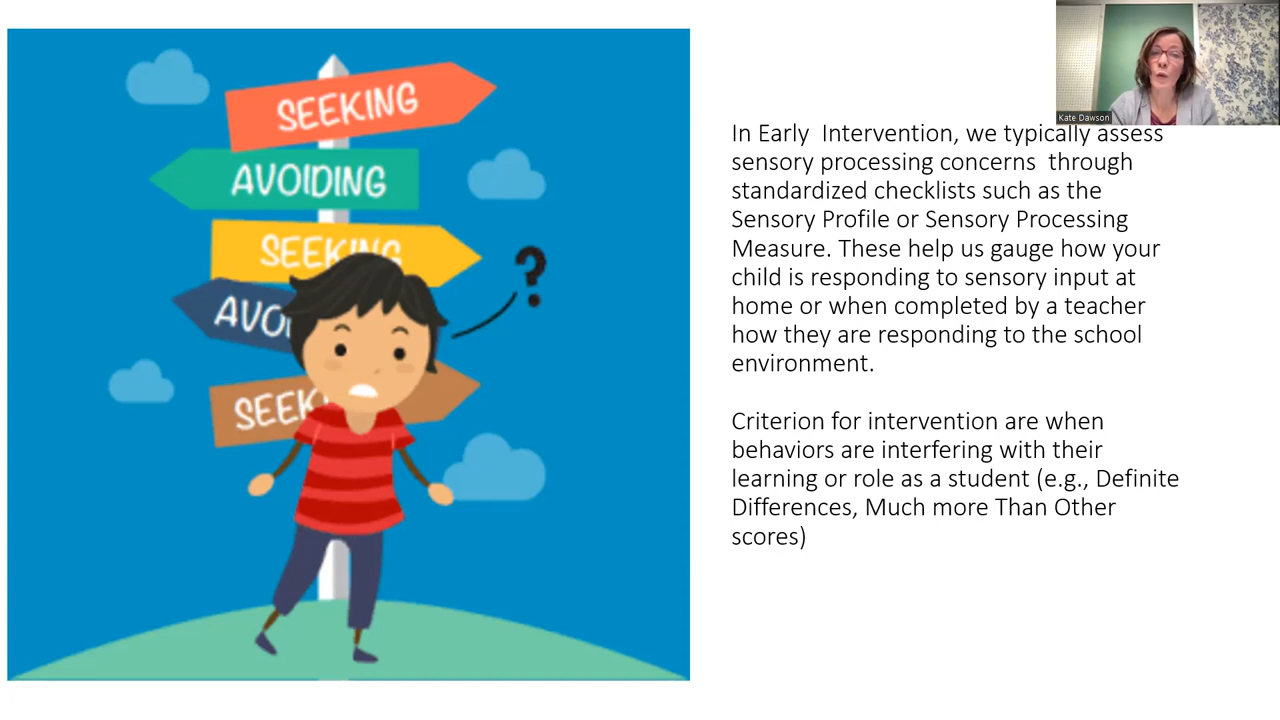 SEEKING
AVOIDING
SEEKING
AVO
SEEK
?
Kate Dawson
In Early  Intervention, we typically assess
sensory processing concerns  through
standardized checklists such as the
Sensory Profile or Sensory Processing
Measure. These help us gauge how your
child is responding to sensory input at
home or when completed by a teacher
how they are responding to the school
environment.
Criterion for intervention are when
behaviors are interfering with their
learning or role as a student (e.g., Definite
Differences, Much more Than Other
scores)